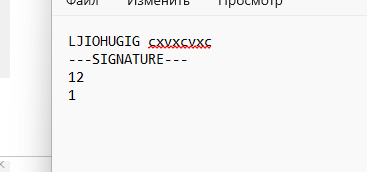 Файл Изменить Просмотр
LJIOHUGIG cxvxcvxc
---SIGNATURE---
12
1